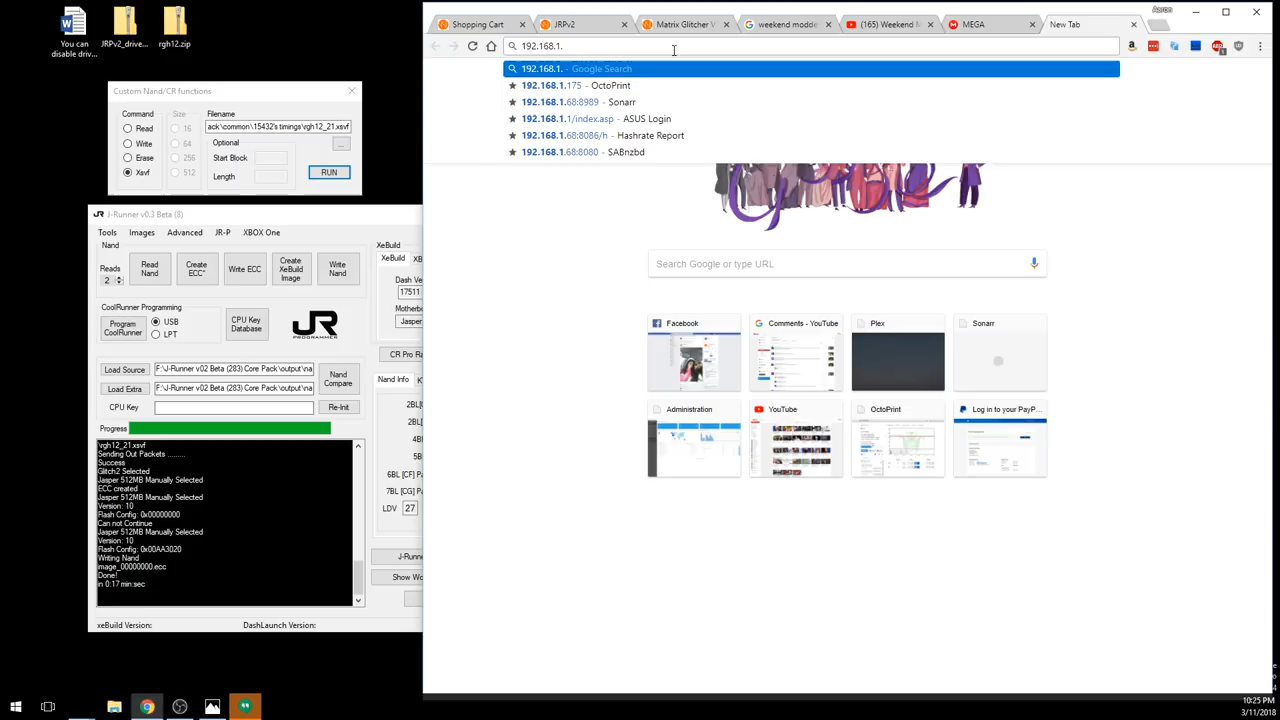 You can disable driv...
JRPv2_drive...
rgh12.zip
Custom Nand/CR functions
Command
Size
Filename
Read
16
ack\common\15432's timings\rgh12_21.xsvf
Write
64
Optional
...
Erase
256
Start Block
Xsvf
512
Length
RUN
J-Runner v0.3 Beta (8)
Tools
Images
Advanced
JR-P
XBOX One
Nand
XeBuild
Reads
2
Read Nand
Create ECC*
Write ECC
Create XeBuild Image
Write Nand
XeBuild
XB
Dash Ve
17511
Motherbo
Jasper
CoolRunner Programming
Program CoolRunner
USB
LPT
CPU Key Database
JR
PROGRAMMER
CR Pro Ra
Load Source
F:\J-Runner v02 Beta (283) Core Pack\output\na
Nand Compare
Load Extra
F:\J-Runner v02 Beta (283) Core Pack\output\na
CPU Key
Re-Init
Progress
Nand Info
2BL[
3BL[
4BL[
5BL
6BL [CF] Pa
7BL [CG] Pa
LDV
27
J-Runn
Show Wo
\rgh12_21.xsvf
Sending Out Packets .........
Success
Glitch2 Selected
Jasper 512MB Manually Selected
ECC created
Jasper 512MB Manually Selected
Version: 10
Flash Config: 0x00000000
Can not Continue
Jasper 512MB Manually Selected
Version: 10
Flash Config: 0x00AA3020
Writing Nand
image_00000000.ecc
Done!
in 0:17 min:sec
xeBuild Version:
DashLaunch Version:
Aaron
Shopping Cart
JRPv2
Matrix Glitcher V
weekend modde
(165) Weekend M
MEGA
New Tab
192.168.1.
192.168.1. - Google Search
192.168.1.175 - OctoPrint
192.168.1.68:8989 - Sonarr
192.168.1.1/index.asp - ASUS Login
192.168.1.68:8086/h - Hashrate Report
192.168.1.68:8080 - SABnzbd
Search Google or type URL
Facebook
Comments - YouTube
Plex
Sonarr
Administration
YouTube
OctoPrint
Log in to your PayP...
10:25 PM
3/11/2018